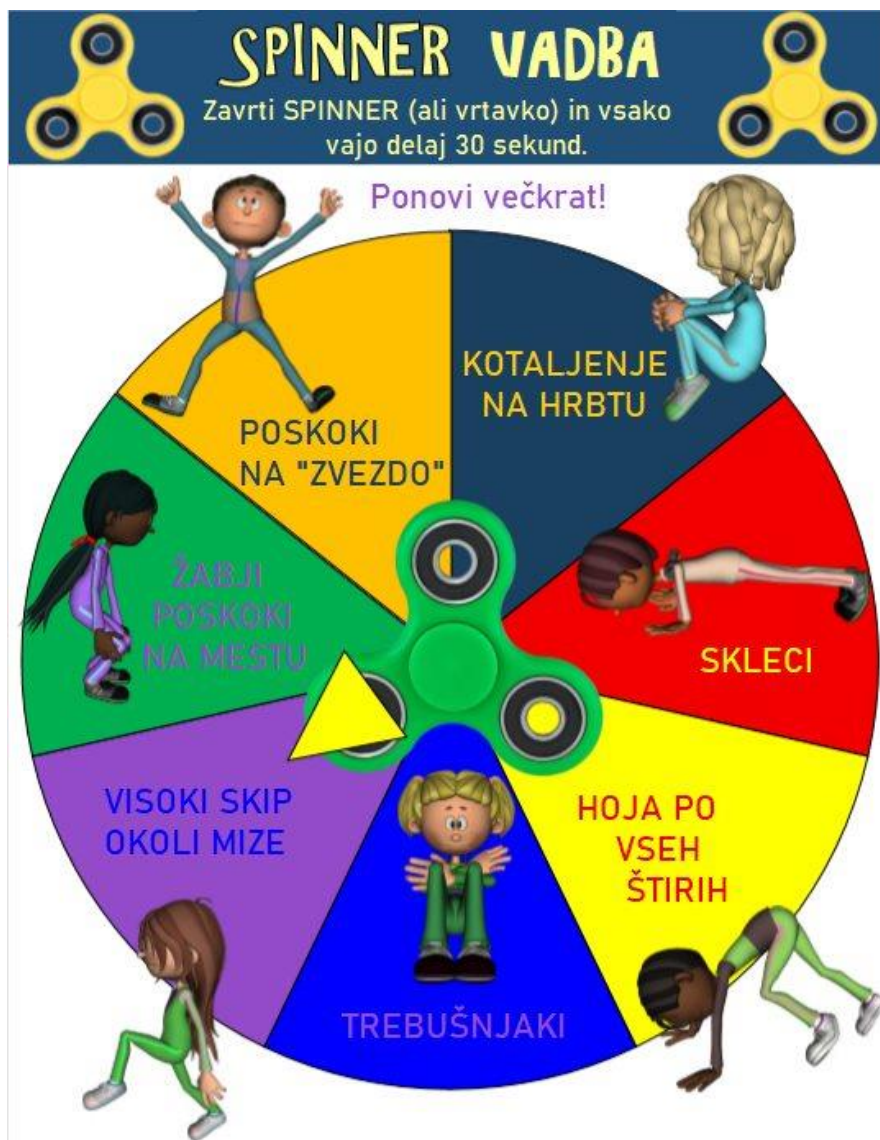 SPINNER VADBA
Zavrti SPINNER (ali vrtavko) in vsako
vajo delaj 30 sekund.
Ponovi večkrat!
KOTALJENJE
NA HRBTU
POSKOKI
NA "ZVEZDO"
ŽABJI
POSKOKI
NA MESTU
SKLECI
VISOKI SKIP
OKOLI MIZE
HOJA PO
VSEH
ŠTIRIH
TREBUŠNJAKI